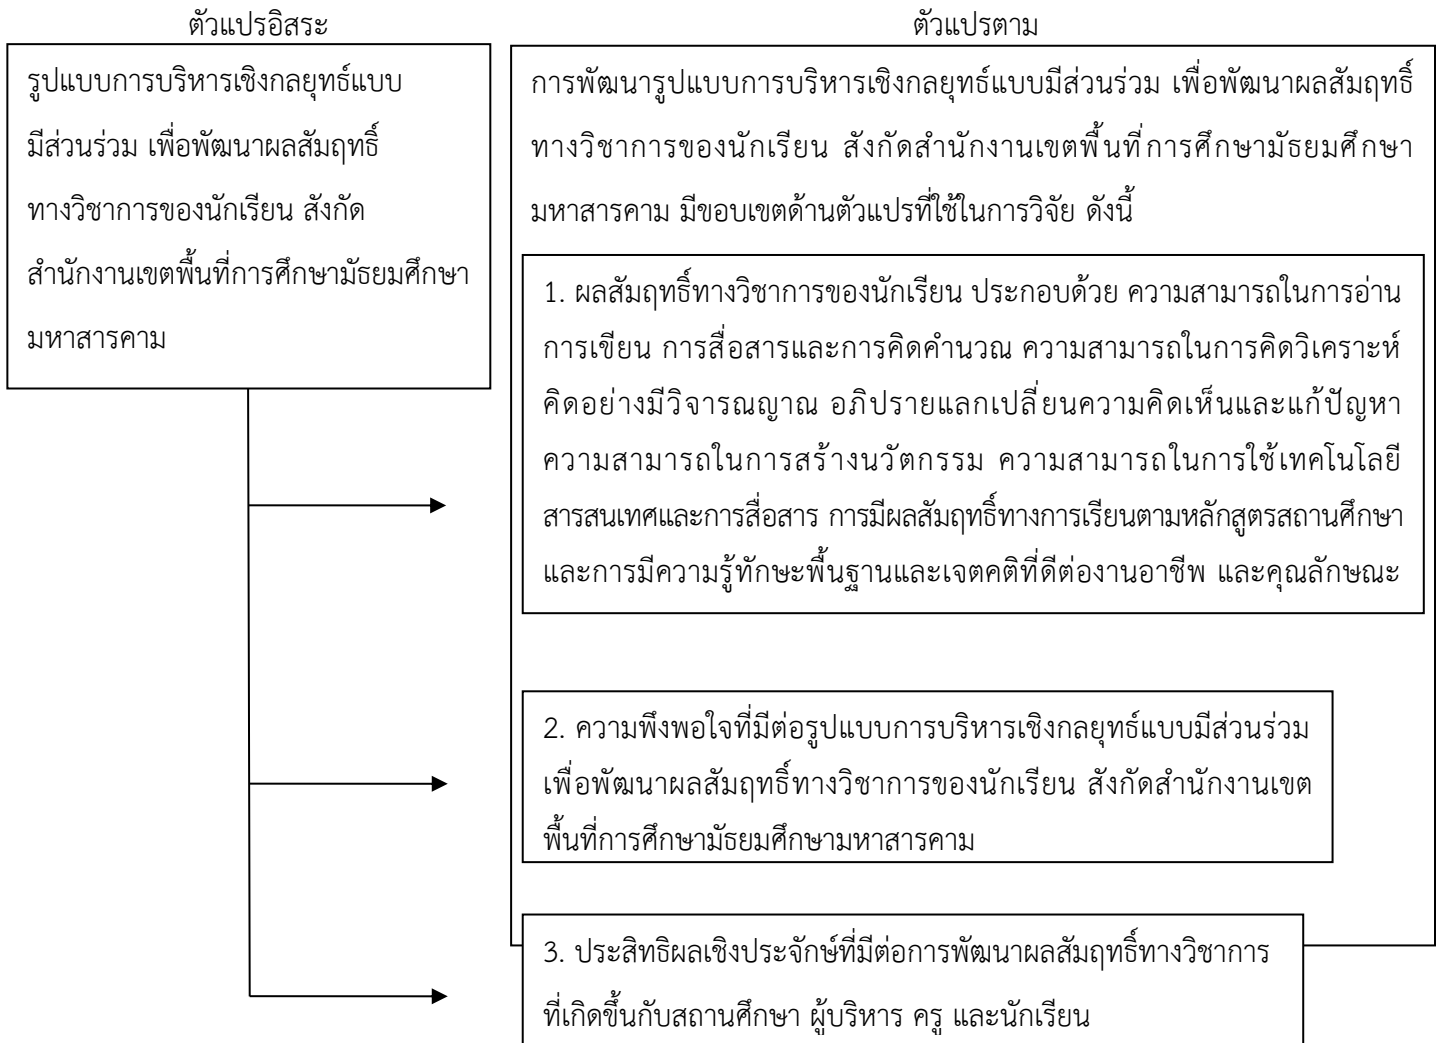 ตัวแปรอิสระ
รูปแบบการบริหารเชิงกลยุทธ์แบบ
มีส่วนร่วม เพื่อพัฒนาผลสัมฤทธิ์
ทางวิชาการของนักเรียน สังกัด
สำนักงานเขตพื้นที่การศึกษามัธยมศึกษา
มหาสารคาม
ตัวแปรตาม
การพัฒนารูปแบบการบริหารเชิงกลยุทธ์แบบมีส่วนร่วม เพื่อพัฒนาผลสัมฤทธิ์
ทางวิชาการของนักเรียน สังกัดสำนักงานเขตพื้นที่การศึกษามัธยมศึกษา
มหาสารคาม มีขอบเขตด้านตัวแปรที่ใช้ในการวิจัย ดังนี้
1. ผลสัมฤทธิ์ทางวิชาการของนักเรียน ประกอบด้วย ความสามารถในการอ่าน
การเขียน การสื่อสารและการคิดคำนวณ ความสามารถในการคิดวิเคราะห์
คิดอย่างมีวิจารณญาณ อภิปรายแลกเปลี่ยนความคิดเห็นและแก้ปัญหา
ความสามารถในการสร้างนวัตกรรม ความสามารถในการใช้เทคโนโลยี
สารสนเทศและการสื่อสาร การมีผลสัมฤทธิ์ทางการเรียนตามหลักสูตรสถานศึกษา
และการมีความรู้ทักษะพื้นฐานและเจตคติที่ดีต่องานอาชีพ และคุณลักษณะ
2. ความพึงพอใจที่มีต่อรูปแบบการบริหารเชิงกลยุทธ์แบบมีส่วนร่วม
เพื่อพัฒนาผลสัมฤทธิ์ทางวิชาการของนักเรียน สังกัดสำนักงานเขต
พื้นที่การศึกษามัธยมศึกษามหาสารคาม
3. ประสิทธิผลเชิงประจักษ์ที่มีต่อการพัฒนาผลสัมฤทธิ์ทางวิชาการ
ที่เกิดขึ้นกับสถานศึกษา ผู้บริหาร ครู และนักเรียน